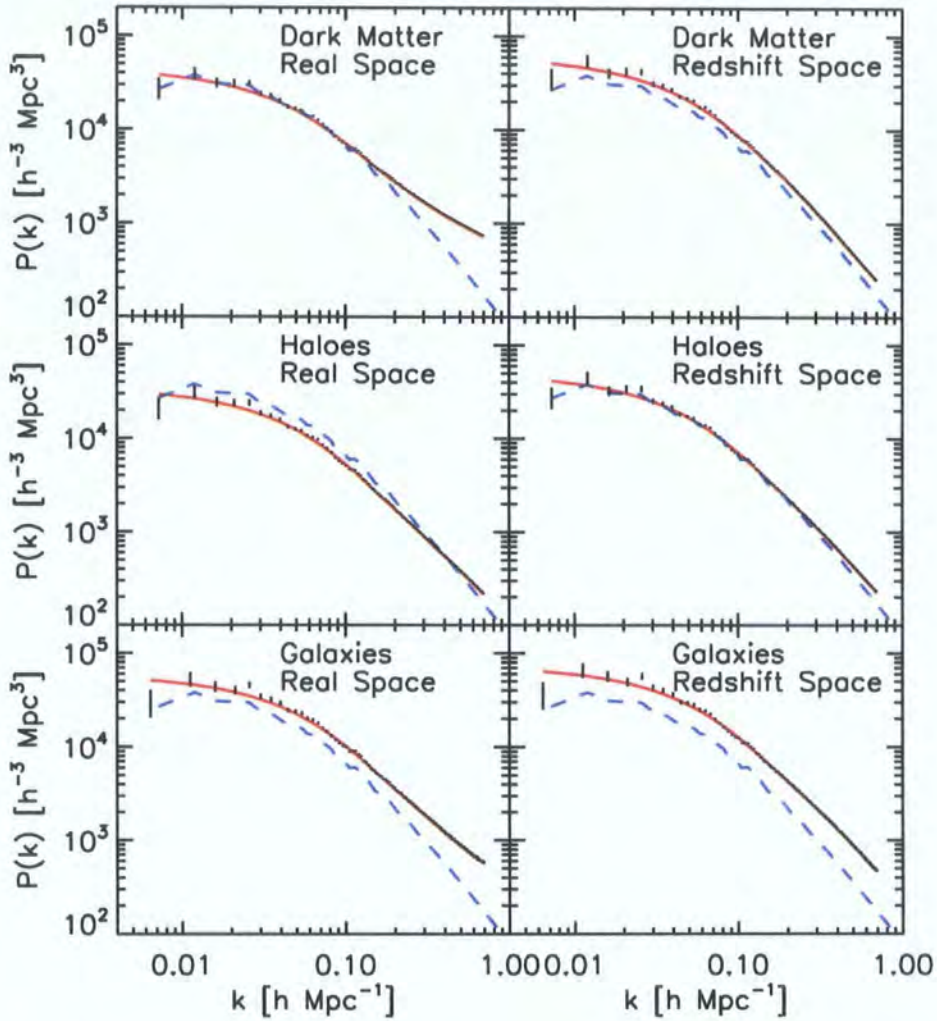 10^5
10^4
10^3
10^2
P(k) [h^-3 Mpc^3]
Dark Matter
Real Space
Dark Matter
Redshift Space
10^5
10^4
10^3
10^2
P(k) [h^-3 Mpc^3]
Haloes
Real Space
Haloes
Redshift Space
10^5
10^4
10^3
10^2
P(k) [h^-3 Mpc^3]
Galaxies
Real Space
Galaxies
Redshift Space
0.01 0.10 1.00 0.01 0.10 1.00
k [h Mpc^-1] k [h Mpc^-1]